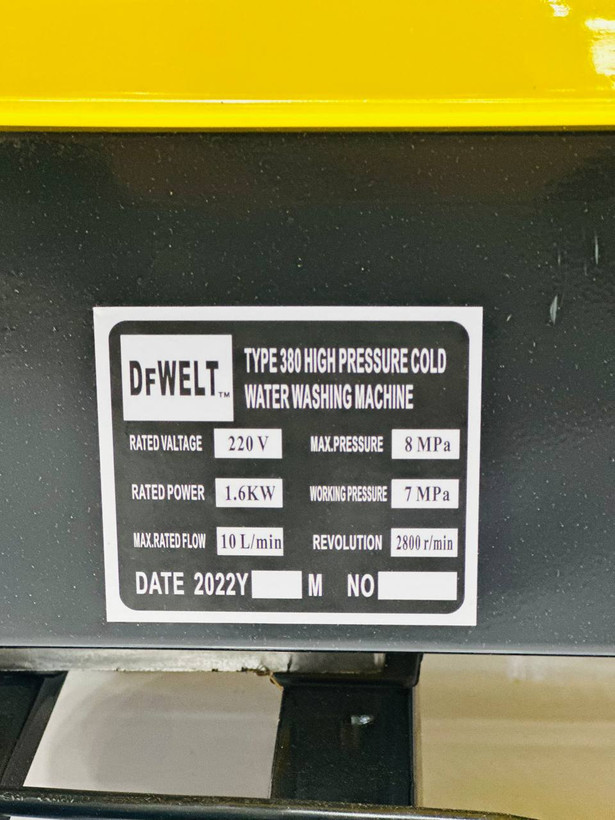 DFWELT™
TYPE 380 HIGH PRESSURE COLD
WATER WASHING MACHINE
RATED VALTAGE 220 V MAX.PRESSURE 8 MPa
RATED POWER 1.6KW WORKING PRESSURE 7 MPa
MAX.RATED FLOW 10 L/min REVOLUTION 2800 r/min
DATE 2022Y M NO